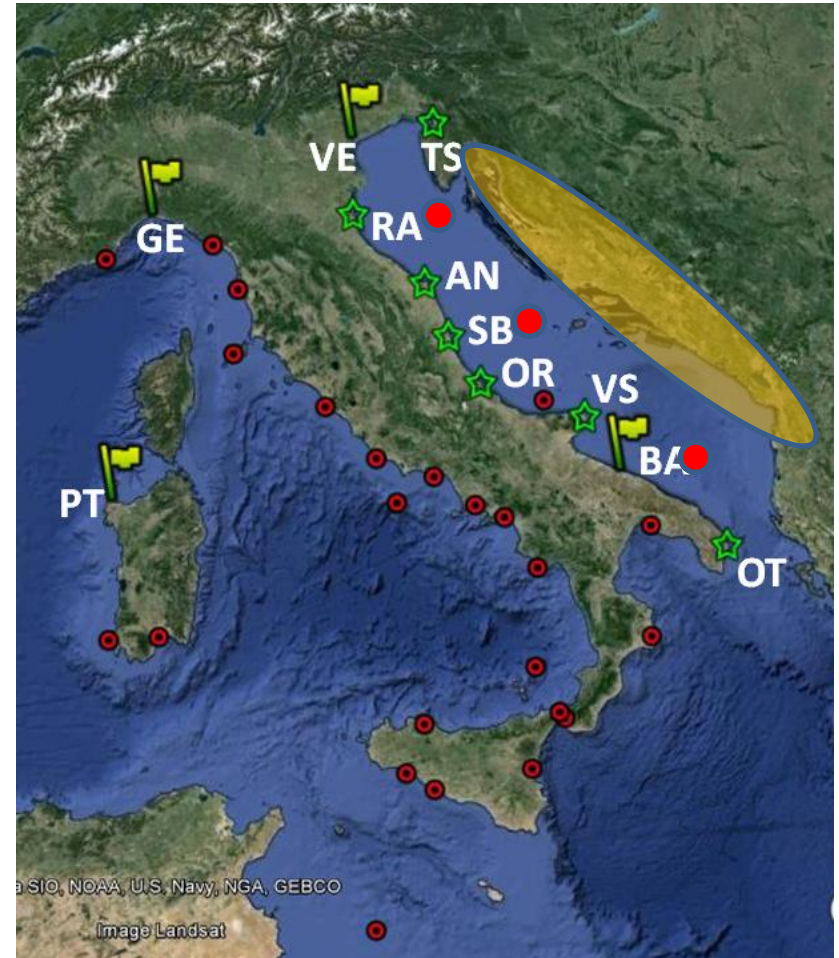 VE
TS
GE
RA
AN
SB
OR
VS
BA
PT
OT
a SIO, NOAA, U.S. Navy, NGA, GEBCO
Image Landsat